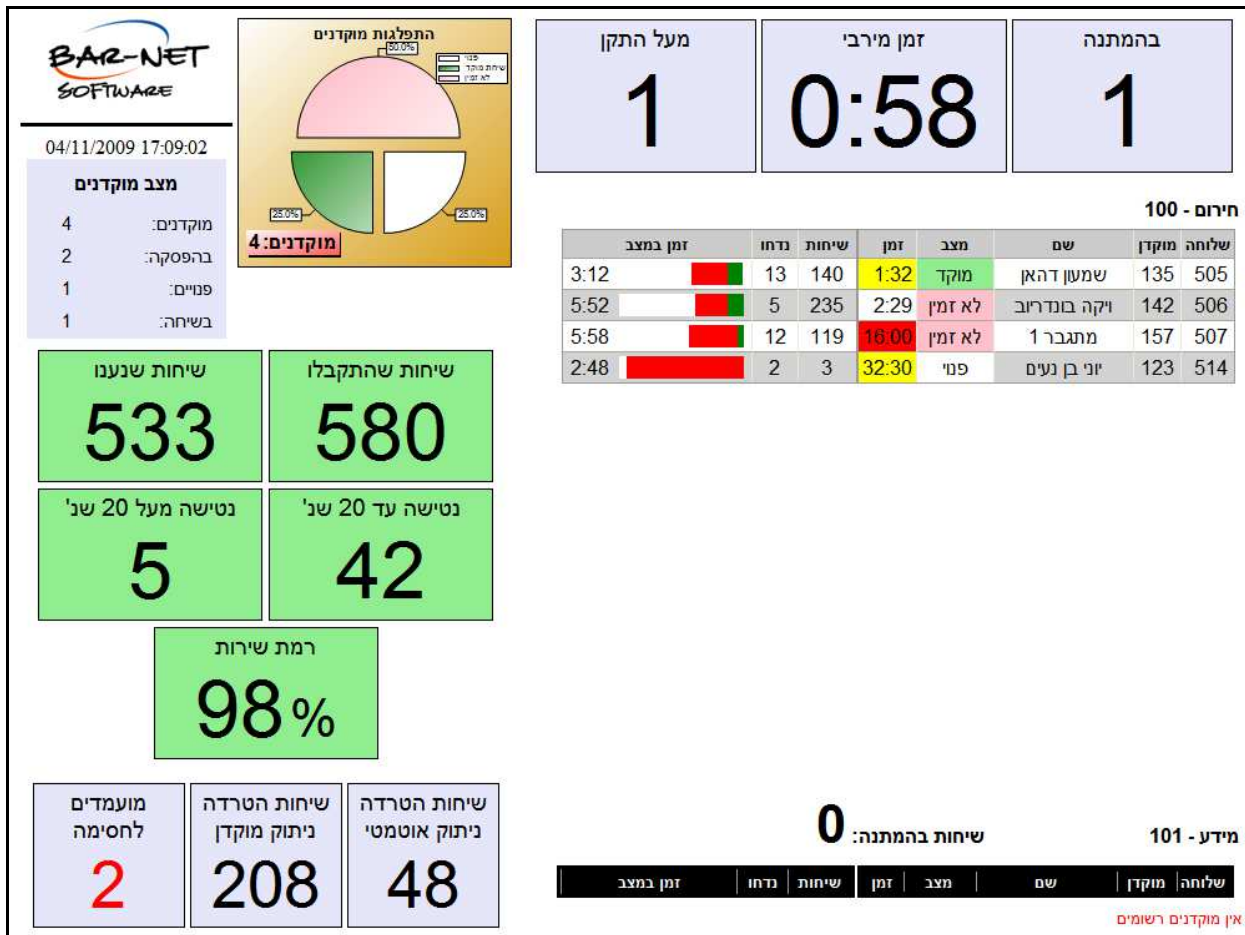 BAR-NET
SOFTWARE
04/11/2009 17:09:02
מצב מוקדנים
מוקדנים: 4
בהפסקה: 2
פנויים: 1
בשיחה: 1
התפלגות מוקדנים
50.0%
פנוי
שיחת מוקד
לא זמין
25.0%
25.0%
מוקדנים: 4
בהמתנה
1
זמן מירבי
0:58
מעל התקן
1
חירום - 100
שלוחה מוקדן שם מצב זמן שיחות נדחו זמן במצב
505 135 שמעון דהאן מוקד 1:32 140 13 3:12
506 142 ויקה בונדריוב לא זמין 2:29 235 5 5:52
507 157 מתגבר 1 לא זמין 16:00 119 12 5:58
514 123 יוני בן נעים פנוי 32:30 3 2 2:48
שיחות שהתקבלו
580
שיחות שנענו
533
נטישה עד 20 שנ'
42
נטישה מעל 20 שנ'
5
רמת שירות
98%
שיחות הטרדה
ניתוק אוטמטי
48
שיחות הטרדה
ניתוק מוקדן
208
מועמדים
לחסימה
2
מידע - 101
שיחות בהמתנה: 0
שלוחה מוקדן שם מצב זמן שיחות נדחו זמן במצב
אין מוקדנים רשומים